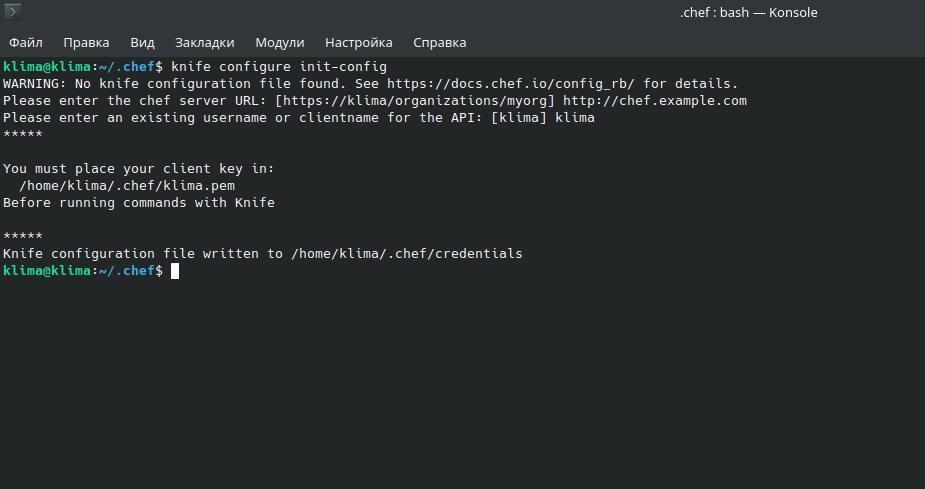 .chef : bash — Konsole
Файл Правка Вид Закладки Модули Настройка Справка
klima@klima:~/.chef$ knife configure init-config
WARNING: No knife configuration file found. See https://docs.chef.io/config_rb/ for details.
Please enter the chef server URL: [https://klima/organizations/myorg] http://chef.example.com
Please enter an existing username or clientname for the API: [klima] klima
*****
You must place your client key in:
/home/klima/.chef/klima.pem
Before running commands with Knife
*****
Knife configuration file written to /home/klima/.chef/credentials
klima@klima:~/.chef$